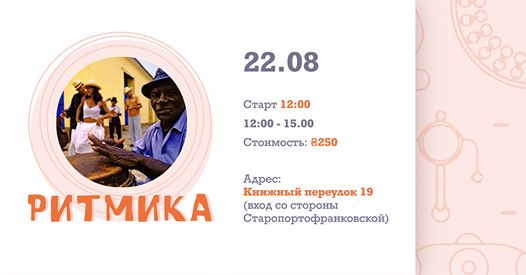 РИТМИКА
22.08
Старт 12:00
12:00 - 15.00
Стоимость: ₴250
Адрес:
Книжный переулок 19
(вход со стороны
Старопортофранковской)